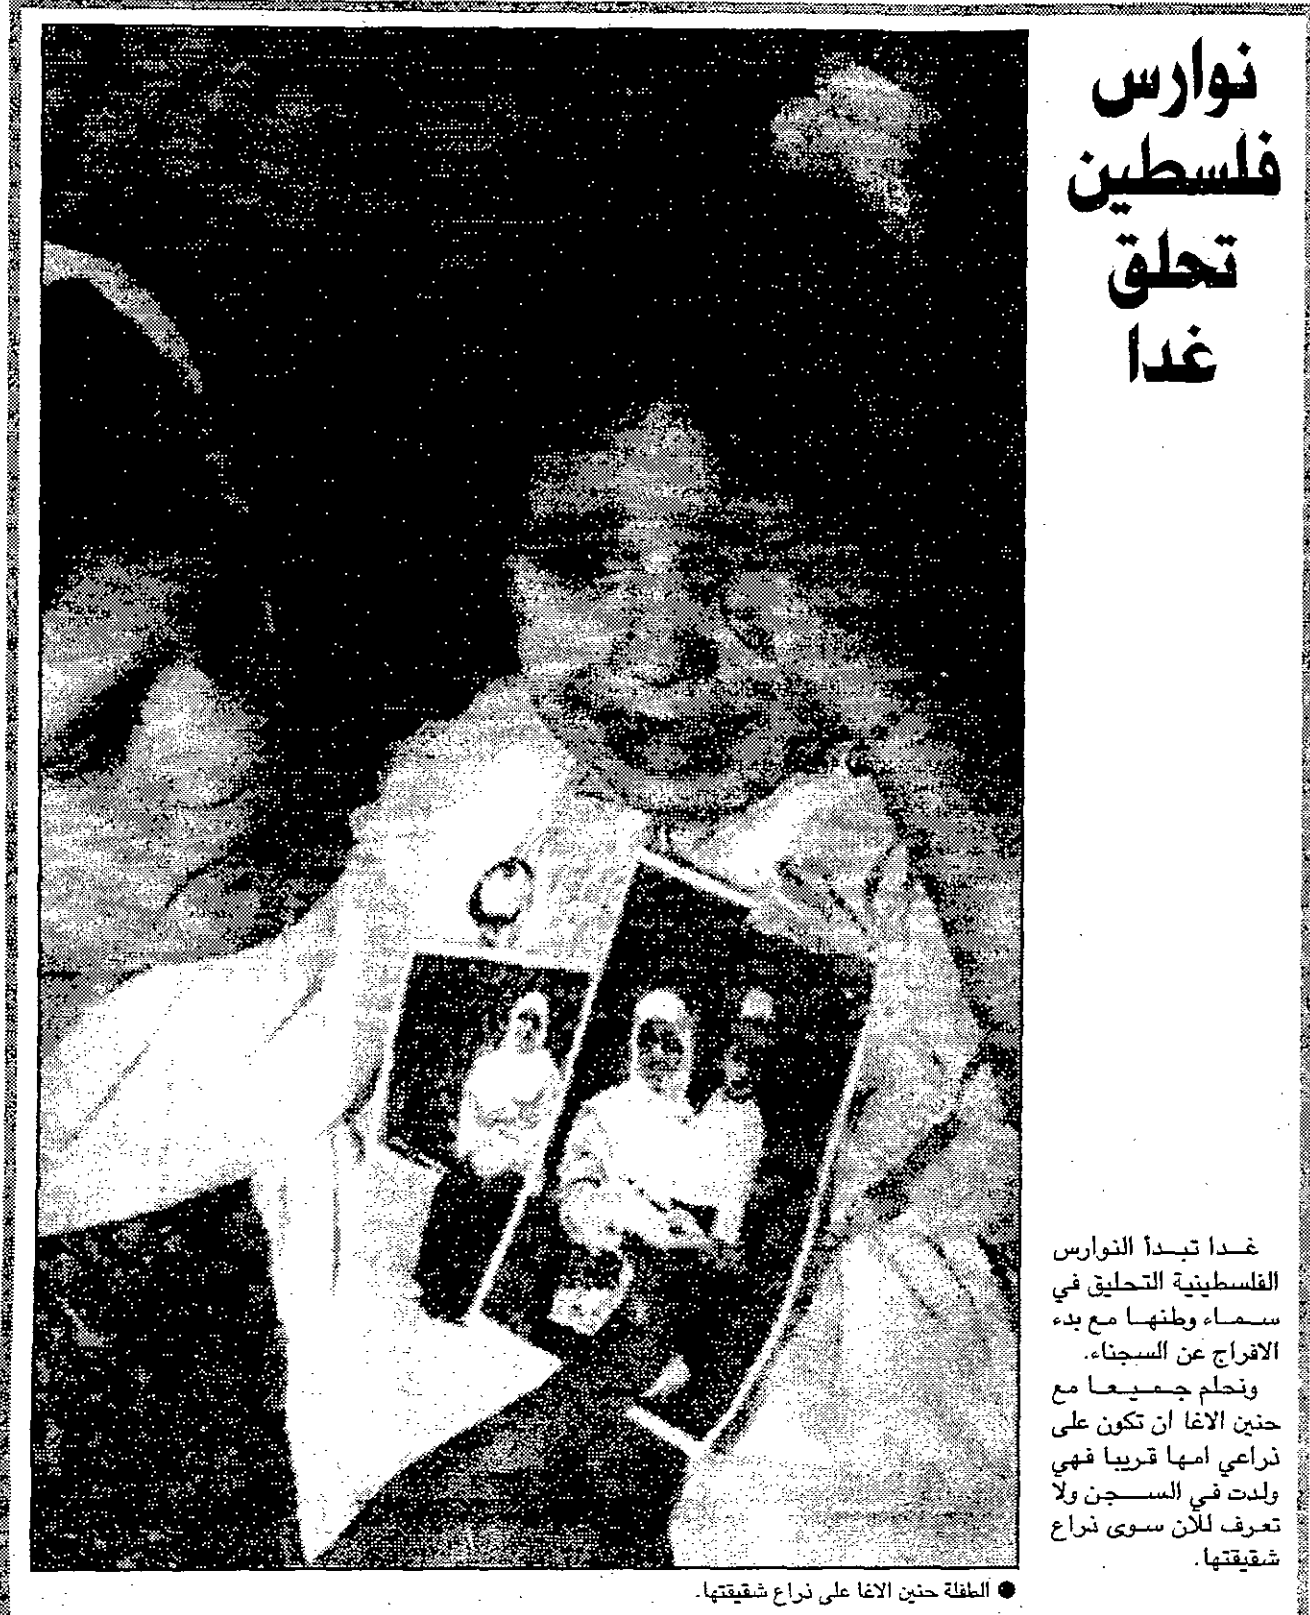 نوارس
فلسطين
تحلق
غدا
غدا تبدأ النوارس
الفلسطينية التحليق في
سماء وطنها مع بدء
الافراج عن السجناء.
ونحلم جميعا مع
حنين الاغا ان تكون على
ذراعي امها قريبا فهي
ولدت في السجن ولا
تعرف للآن سوى ذراع
شقيقتها.
● الطفلة حنين الاغا على ذراع شقيقتها.